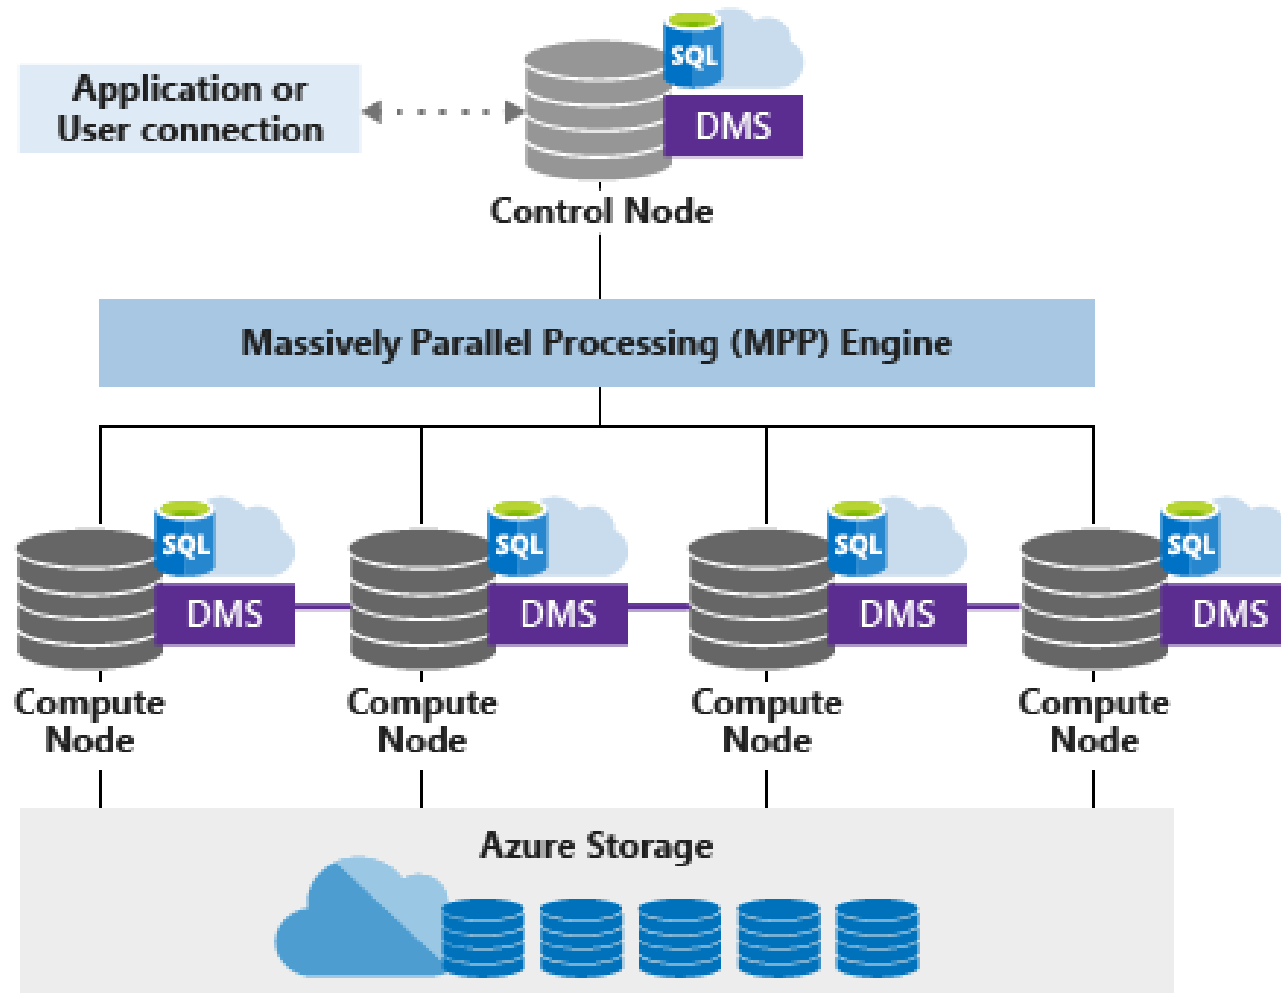 SQL
Application or
User connection
DMS
Control Node
Massively Parallel Processing (MPP) Engine
SQL
SQL
SQL
SQL
DMS
DMS
DMS
DMS
Compute
Node
Compute
Node
Compute
Node
Compute
Node
Azure Storage